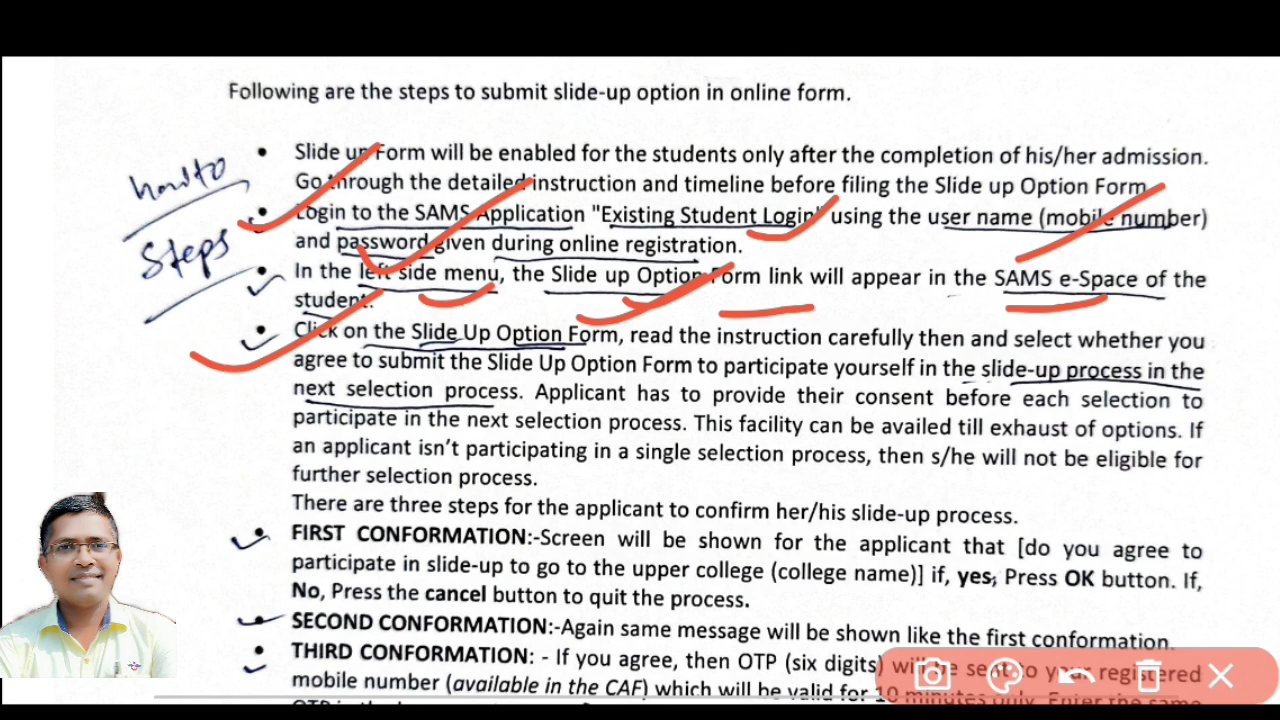 Following are the steps to submit slide-up option in online form.
• Slide up Form will be enabled for the students only after the completion of his/her admission.
Go through the detailed instruction and timeline before filing the Slide up Option Form
how to
• Login to the SAMS Application "Existing Student Login" using the user name (mobile number)
Steps
and password given during online registration.
• In the left side menu, the Slide up Option Form link will appear in the SAMS e-Space of the
student.
• Click on the Slide Up Option Form, read the instruction carefully then and select whether you
agree to submit the Slide Up Option Form to participate yourself in the slide-up process in the
next selection process. Applicant has to provide their consent before each selection to
participate in the next selection process. This facility can be availed till exhaust of options. If
an applicant isn't participating in a single selection process, then s/he will not be eligible for
further selection process.
There are three steps for the applicant to confirm her/his slide-up process.
• FIRST CONFORMATION:-Screen will be shown for the applicant that [do you agree to
participate in slide-up to go to the upper college (college name)] if, yes, Press OK button. If,
No, Press the cancel button to quit the process.
• SECOND CONFORMATION:-Again same message will be shown like the first conformation.
• THIRD CONFORMATION: - If you agree, then OTP (six digits) will be sent to your registered
mobile number (available in the CAF) which will be valid for 10 minutes only. Enter the same